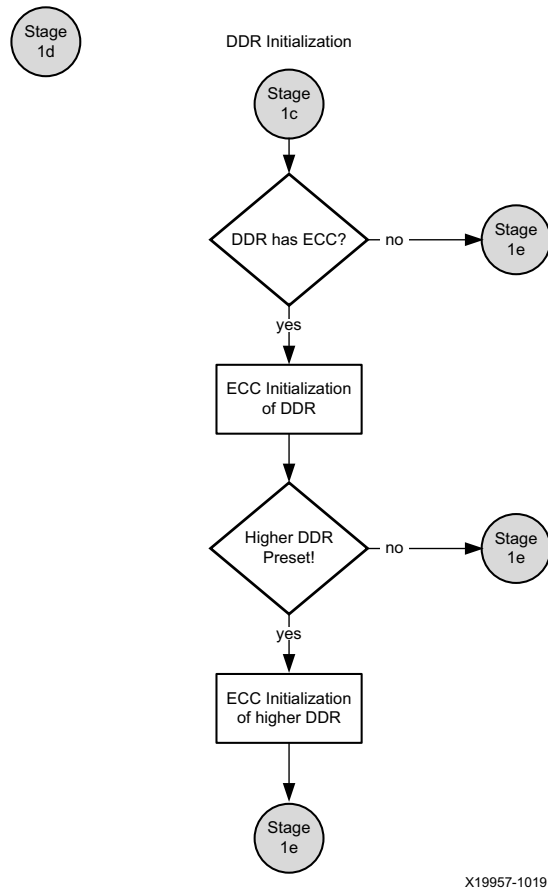 Stage
1d
DDR Initialization
Stage
1c
DDR has ECC?
no
Stage
1e
yes
ECC Initialization
of DDR
Higher DDR
Preset!
no
Stage
1e
yes
ECC Initialization
of higher DDR
Stage
1e
X19957-1019